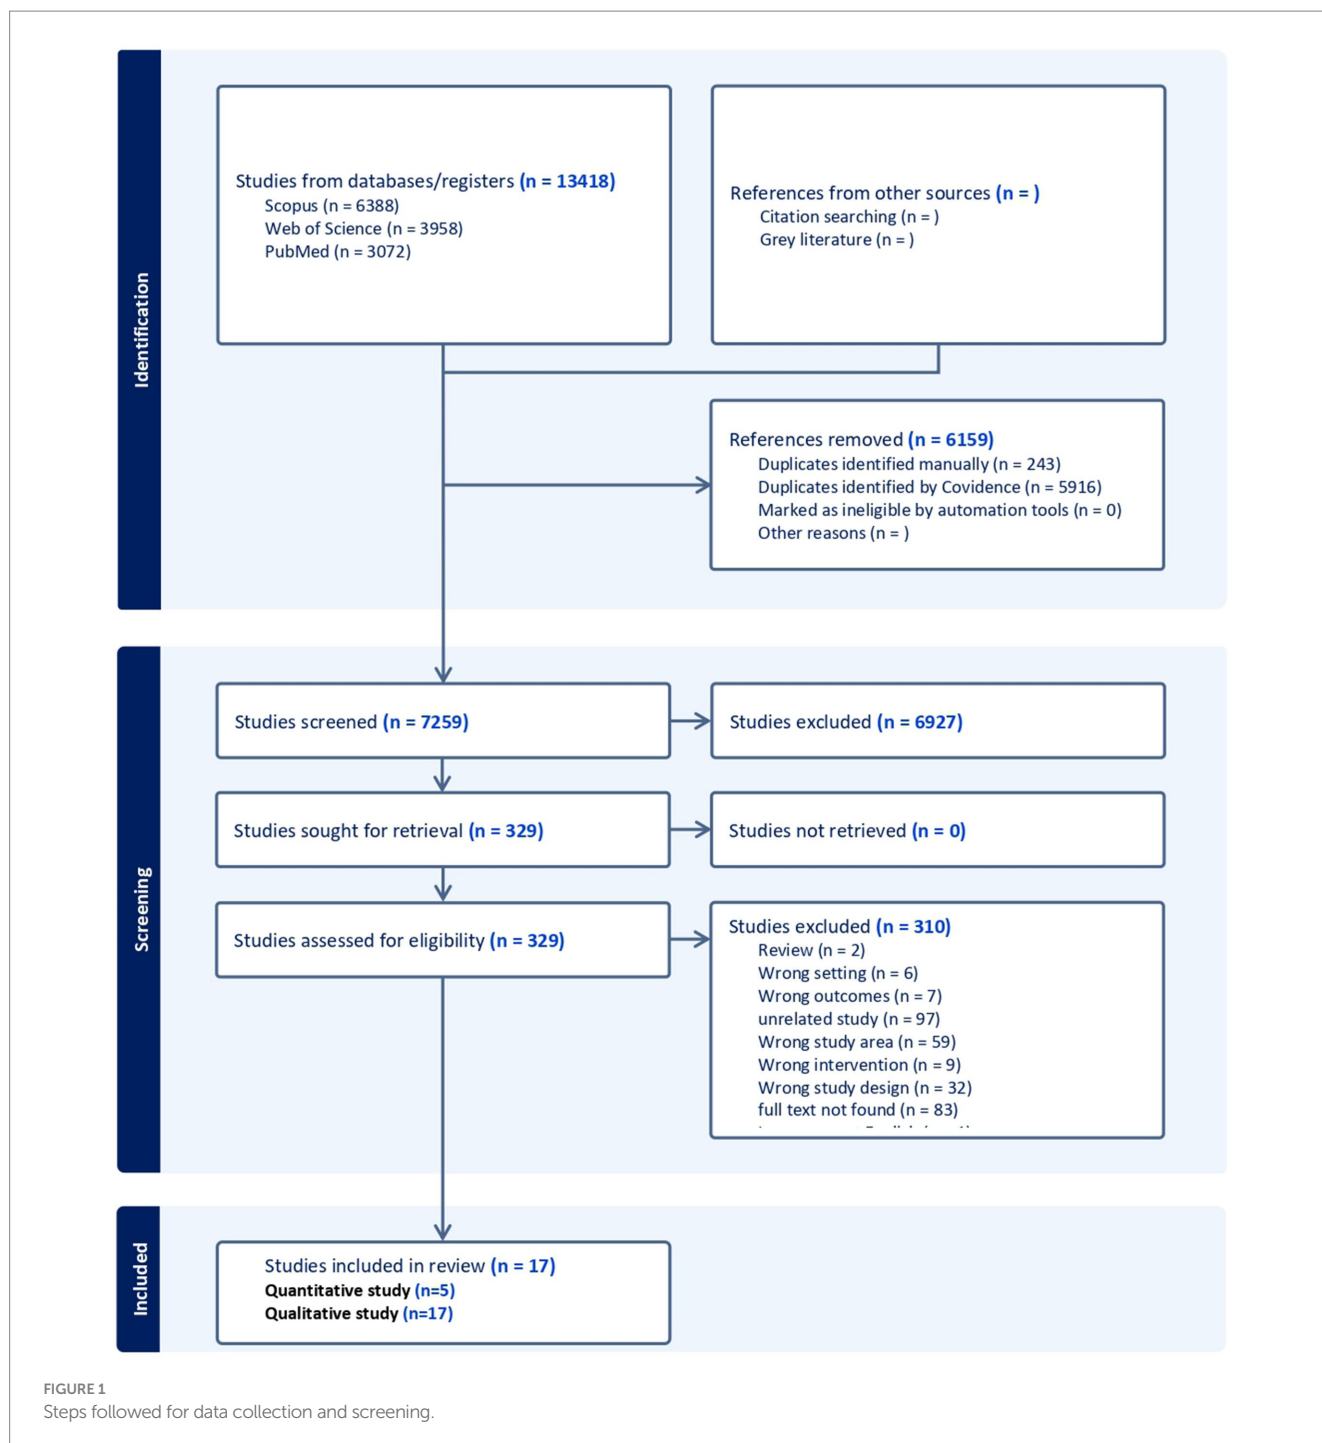 Identification
Studies from databases/registers (n = 13418)
Scopus (n = 6388)
Web of Science (n = 3958)
PubMed (n = 3072)
References from other sources (n = )
Citation searching (n = )
Grey literature (n = )
References removed (n = 6159)
Duplicates identified manually (n = 243)
Duplicates identified by Covidence (n = 5916)
Marked as ineligible by automation tools (n = 0)
Other reasons (n = )
Screening
Studies screened (n = 7259)
Studies excluded (n = 6927)
Studies sought for retrieval (n = 329)
Studies not retrieved (n = 0)
Studies assessed for eligibility (n = 329)
Studies excluded (n = 310)
Review (n = 2)
Wrong setting (n = 6)
Wrong outcomes (n = 7)
unrelated study (n = 97)
Wrong study area (n = 59)
Wrong intervention (n = 9)
Wrong study design (n = 32)
full text not found (n = 83)
Included
Studies included in review (n = 17)
Quantitative study (n=5)
Qualitative study (n=17)
FIGURE 1
Steps followed for data collection and screening.